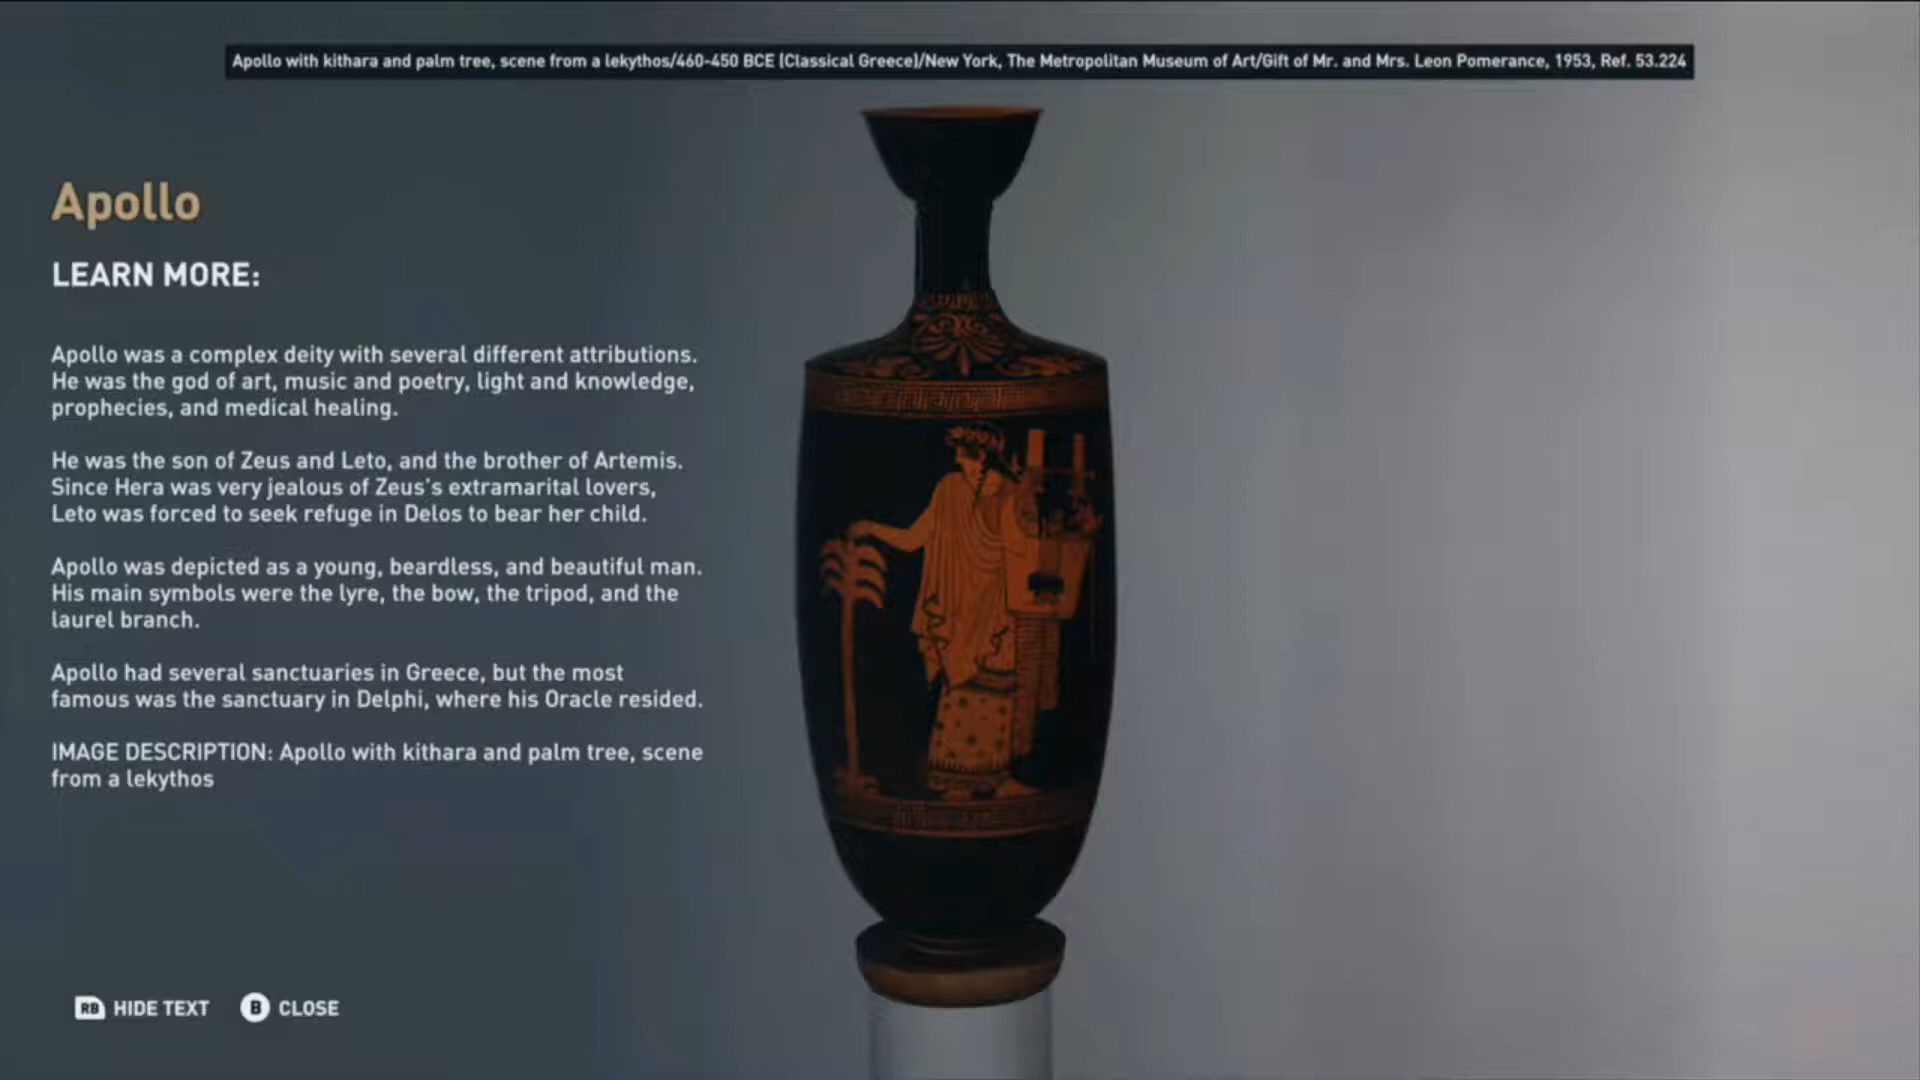 Apollo with kithara and palm tree, scene from a lekythos/460-450 BCE (Classical Greece)/New York, The Metropolitan Museum of Art/Gift of Mr. and Mrs. Leon Pomerance, 1953, Ref. 53.224
Apollo
LEARN MORE:
Apollo was a complex deity with several different attributions.
He was the god of art, music and poetry, light and knowledge,
prophecies, and medical healing.
He was the son of Zeus and Leto, and the brother of Artemis.
Since Hera was very jealous of Zeus's extramarital lovers,
Leto was forced to seek refuge in Delos to bear her child.
Apollo was depicted as a young, beardless, and beautiful man.
His main symbols were the lyre, the bow, the tripod, and the
laurel branch.
Apollo had several sanctuaries in Greece, but the most
famous was the sanctuary in Delphi, where his Oracle resided.
IMAGE DESCRIPTION: Apollo with kithara and palm tree, scene
from a lekythos
RB HIDE TEXT B CLOSE